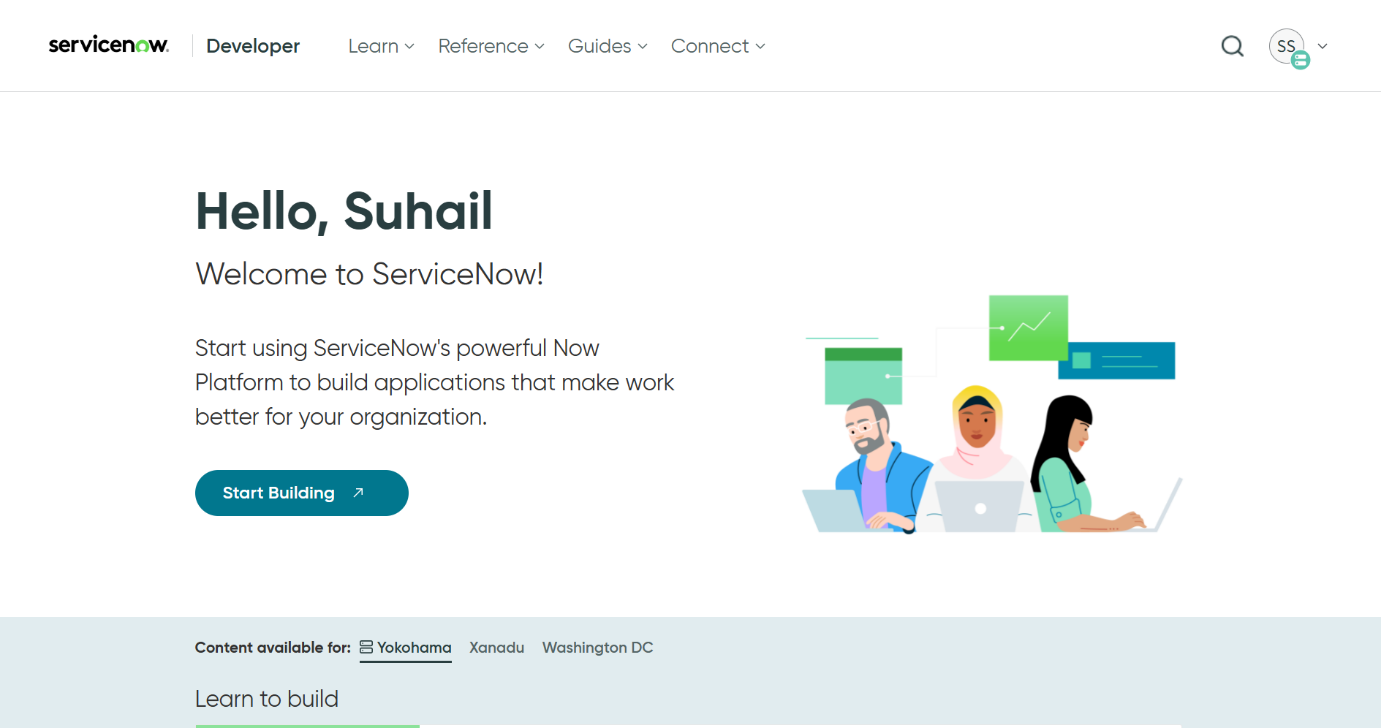 servicenow.
Developer
Learn
Reference
Guides
Connect
SS
Hello, Suhail
Welcome to ServiceNow!
Start using ServiceNow's powerful Now
Platform to build applications that make work
better for your organization.
Start Building
Content available for: Yokohama Xanadu Washington DC
Learn to build